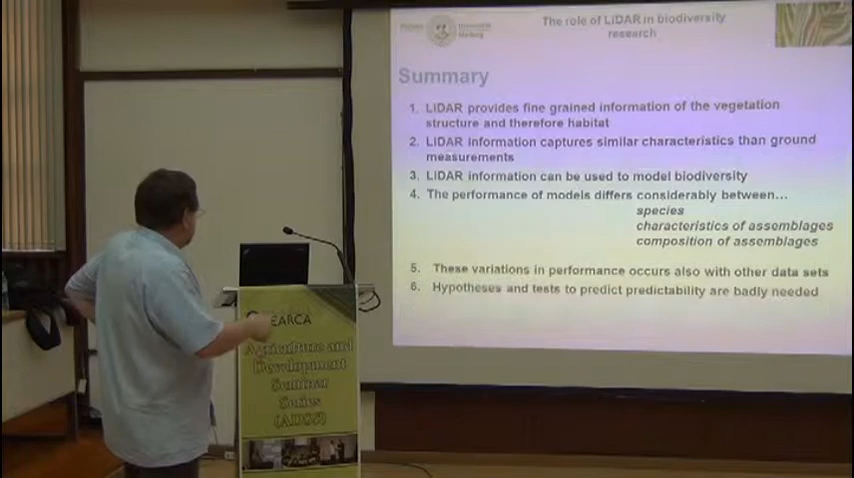 The role of LiDAR in biodiversity
research
Summary
1. LiDAR provides fine grained information of the vegetation
structure and therefore habitat
2. LiDAR Information captures similar characteristics than ground
measurements
3. LiDAR information can be used to model biodiversity
4. The performance of models differs considerably between...
species
characteristics of assemblages
composition of assemblages
5. These variations in performance occurs also with other data sets
6. Hypotheses and tests to predict predictability are badly needed
EARCA
Agriculture and
Development
Seminar
Series
(ADSS)